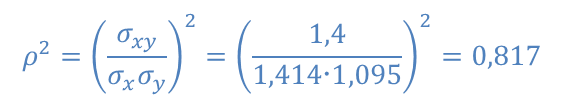 ρ² = (σxy / σxσy)² = (1,4 / 1,414·1,095)² = 0,817